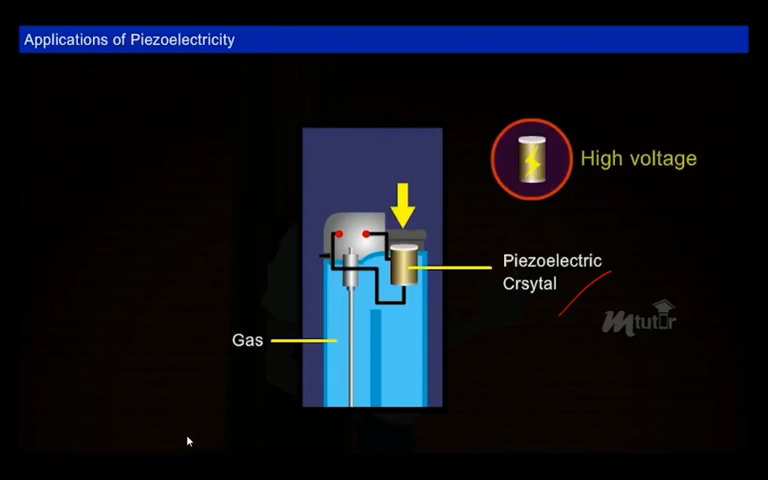 Applications of Piezoelectricity
High voltage
Piezoelectric
Crsytal
mtutor
Gas